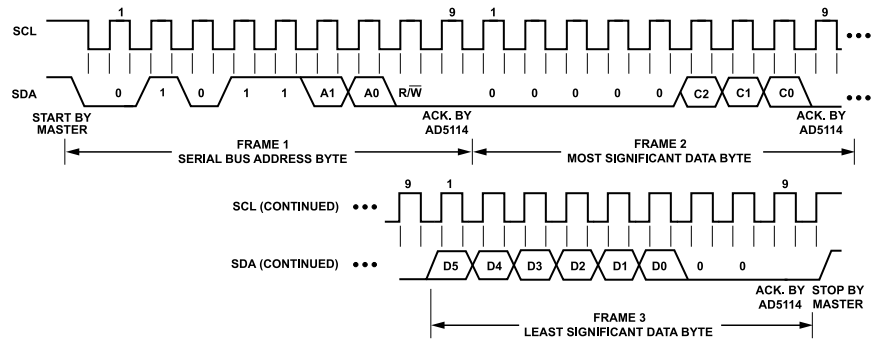 1 9 1 9
SCL
SDA 0 1 0 1 1 A1 A0 R/W̅ 0 0 0 0 0 C2 C1 C0
START BY MASTER
ACK. BY AD5114
ACK. BY AD5114
FRAME 1
SERIAL BUS ADDRESS BYTE
FRAME 2
MOST SIGNIFICANT DATA BYTE
9 1 9
SCL (CONTINUED)
SDA (CONTINUED) D5 D4 D3 D2 D1 D0 0 0
ACK. BY AD5114
STOP BY MASTER
FRAME 3
LEAST SIGNIFICANT DATA BYTE